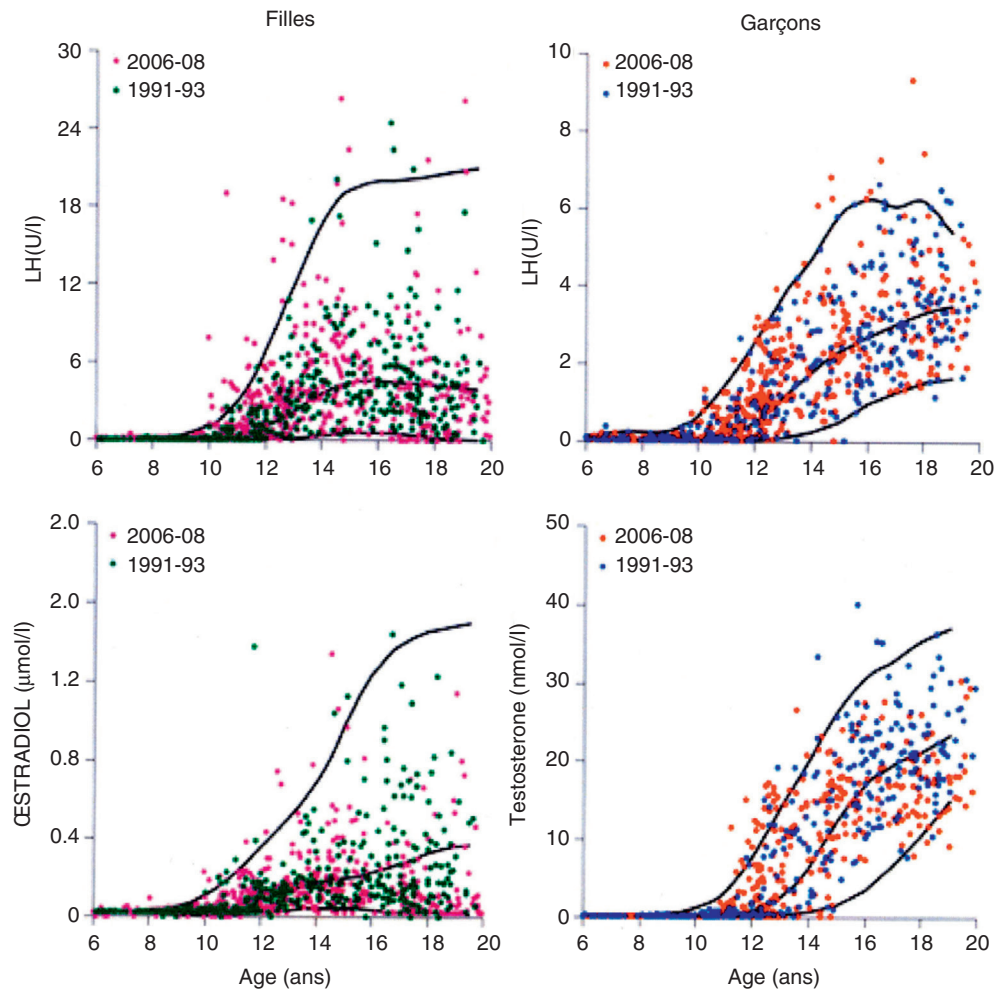 Filles
30
24
18
12
6
0
LH(U/l)
2006-08
1991-93
6 8 10 12 14 16 18 20
Garçons
10
8
6
4
2
0
LH(U/l)
2006-08
1991-93
6 8 10 12 14 16 18 20
2.0
2.0
1.2
0.8
0.4
0
ŒSTRADIOL (µmol/l)
2006-08
1991-93
6 8 10 12 14 16 18 20
Age (ans)
50
40
30
20
10
0
Testosterone (nmol/l)
2006-08
1991-93
6 8 10 12 14 16 18 20
Age (ans)